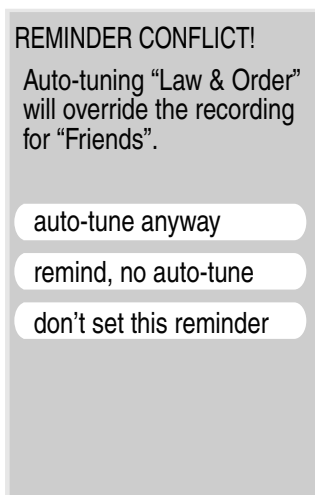 REMINDER CONFLICT!
Auto-tuning “Law & Order”
will override the recording
for “Friends”.
auto-tune anyway
remind, no auto-tune
don’t set this reminder